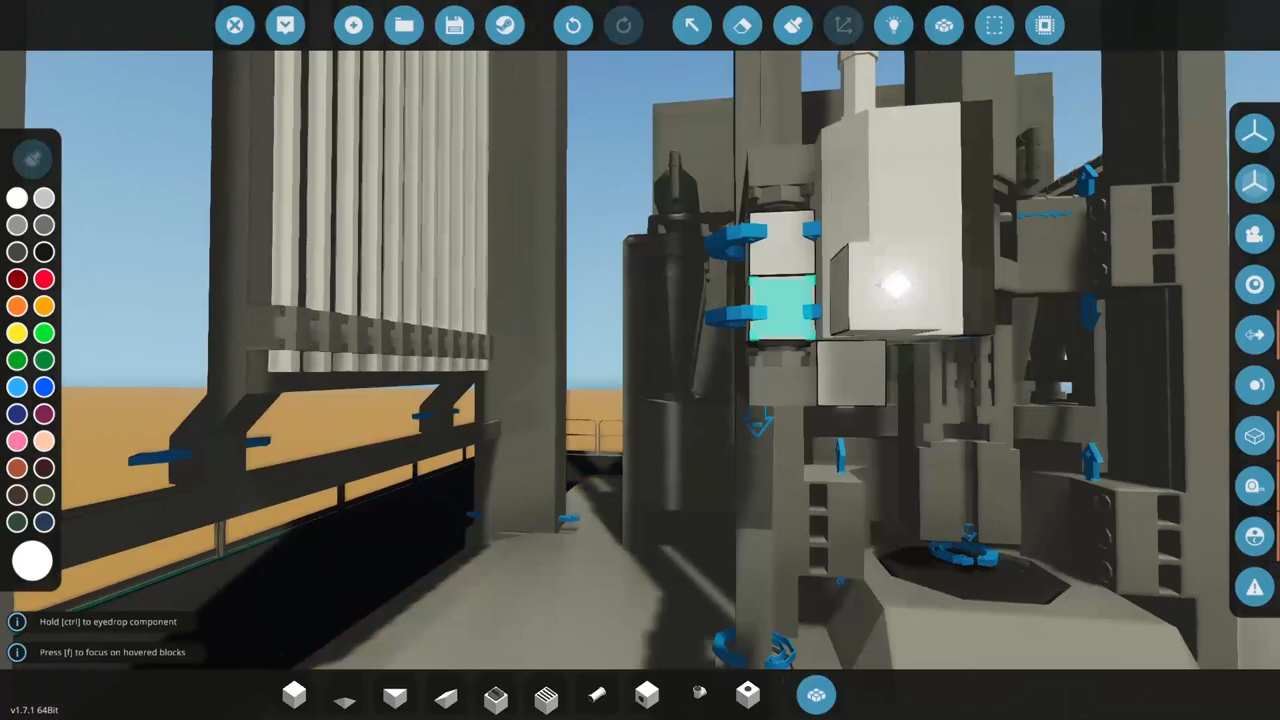 Hold [ctrl] to eyedrop component
Press [f] to focus on hovered blocks
v1.7.1 64Bit